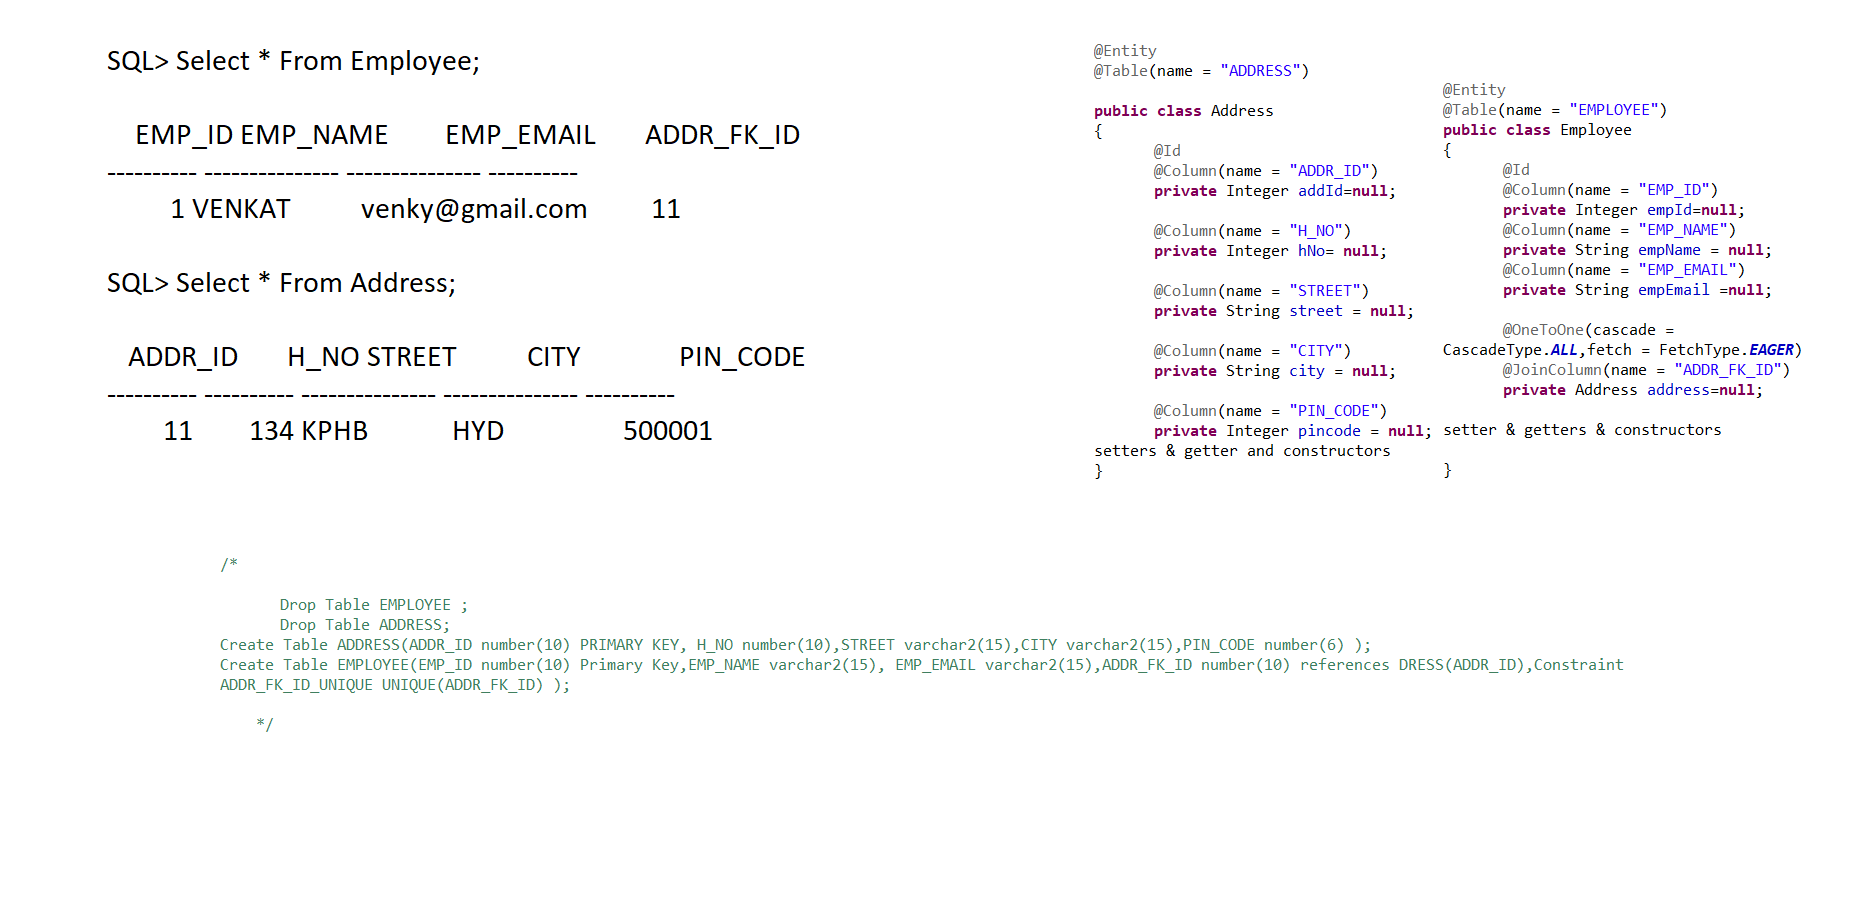 SQL> Select * From Employee;
EMP_ID EMP_NAME EMP_EMAIL ADDR_FK_ID
---------- --------------- --------------- ----------
1 VENKAT venky@gmail.com 11
SQL> Select * From Address;
ADDR_ID H_NO STREET CITY PIN_CODE
---------- ---------- --------------- --------------- ----------
11 134 KPHB HYD 500001
@Entity
@Table(name = "ADDRESS")
public class Address
{
@Id
@Column(name = "ADDR_ID")
private Integer addId=null;
@Column(name = "H_NO")
private Integer hNo= null;
@Column(name = "STREET")
private String street = null;
@Column(name = "CITY")
private String city = null;
@Column(name = "PIN_CODE")
private Integer pincode = null;
setters & getter and constructors
}
@Entity
@Table(name = "EMPLOYEE")
public class Employee
{
@Id
@Column(name = "EMP_ID")
private Integer empId=null;
@Column(name = "EMP_NAME")
private String empName = null;
@Column(name = "EMP_EMAIL")
private String empEmail =null;
@OneToOne(cascade =
CascadeType.ALL,fetch = FetchType.EAGER)
@JoinColumn(name = "ADDR_FK_ID")
private Address address=null;
setter & getters & constructors
}
/*
Drop Table EMPLOYEE ;
Drop Table ADDRESS;
Create Table ADDRESS(ADDR_ID number(10) PRIMARY KEY, H_NO number(10),STREET varchar2(15),CITY varchar2(15),PIN_CODE number(6) );
Create Table EMPLOYEE(EMP_ID number(10) Primary Key,EMP_NAME varchar2(15), EMP_EMAIL varchar2(15),ADDR_FK_ID number(10) references DRESS(ADDR_ID),Constraint
ADDR_FK_ID_UNIQUE UNIQUE(ADDR_FK_ID) );
*/